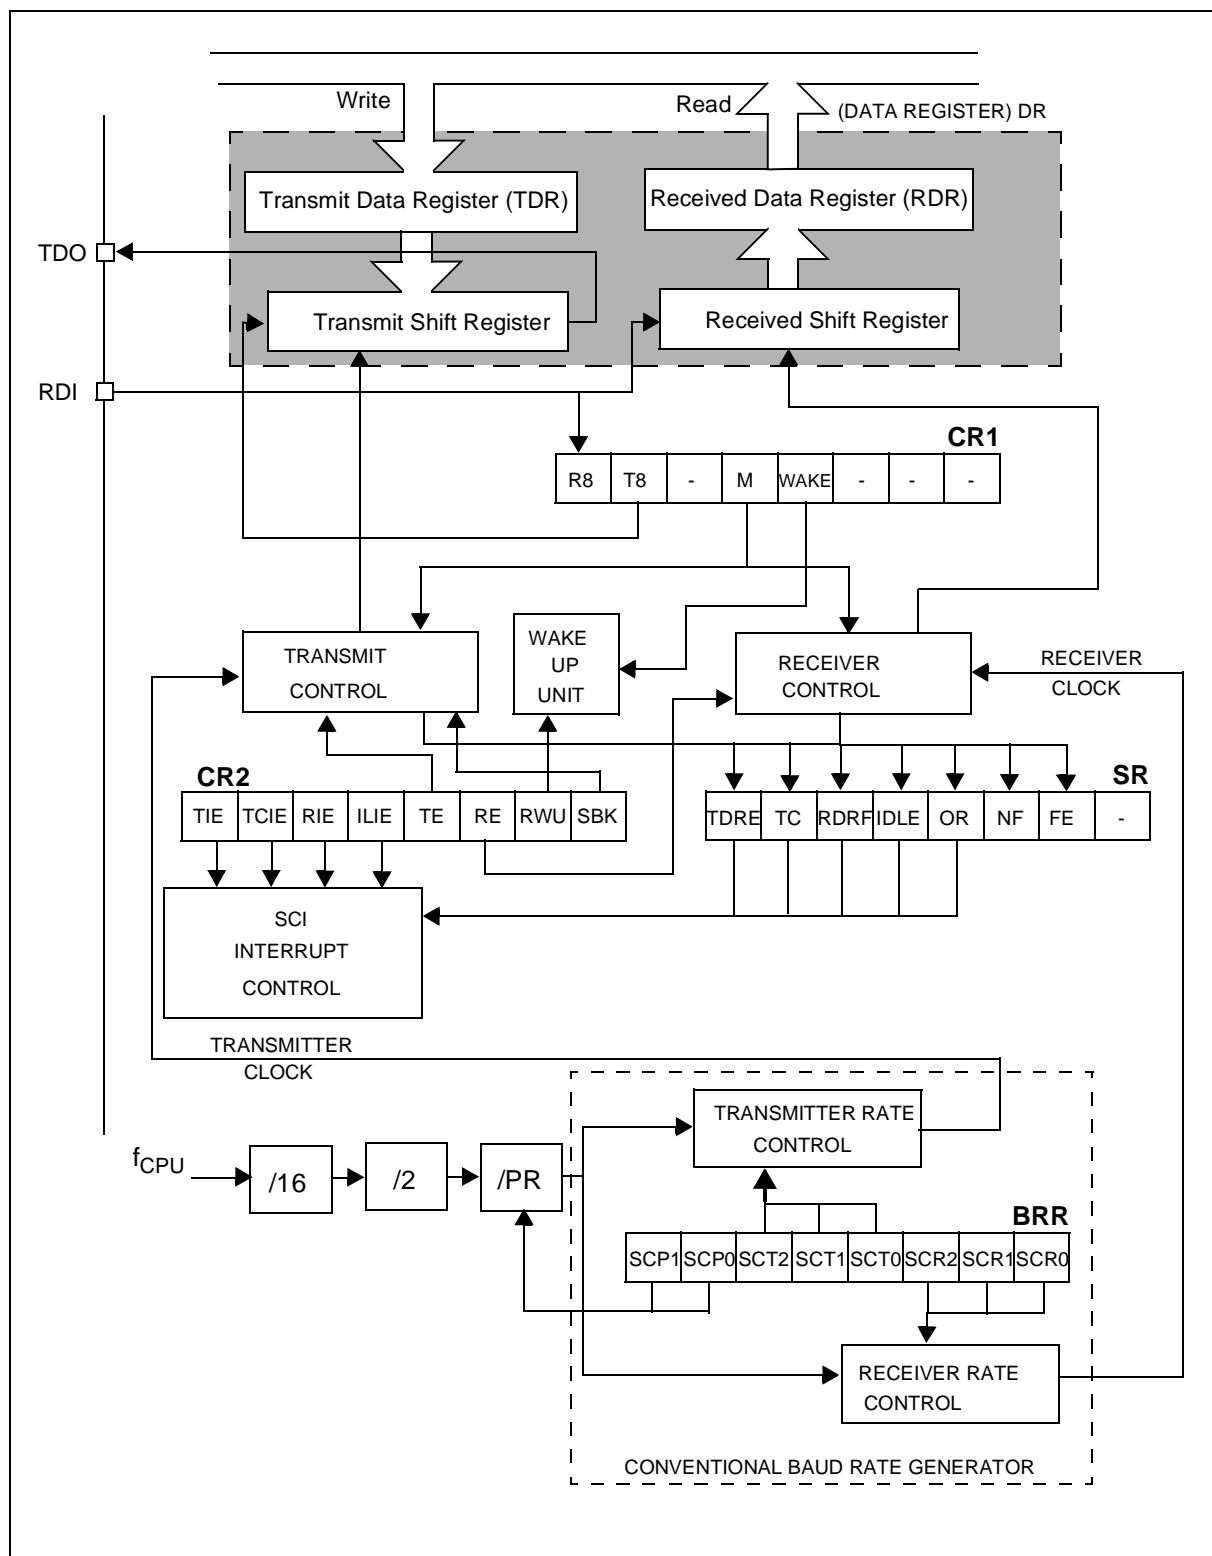 Write
Read
(DATA REGISTER) DR
Transmit Data Register (TDR)
Received Data Register (RDR)
TDO
Transmit Shift Register
Received Shift Register
RDI
CR1
R8 T8 - M WAKE - - -
TRANSMIT
CONTROL
WAKE
UP
UNIT
RECEIVER
CONTROL
RECEIVER
CLOCK
CR2
SR
TIE TCIE RIE ILIE TE RE RWU SBK
TDRE TC RDRF IDLE OR NF FE -
SCI
INTERRUPT
CONTROL
TRANSMITTER
CLOCK
TRANSMITTER RATE
CONTROL
fCPU
/16
/2
/PR
BRR
SCP1 SCP0 SCT2 SCT1 SCT0 SCR2 SCR1 SCR0
RECEIVER RATE
CONTROL
CONVENTIONAL BAUD RATE GENERATOR